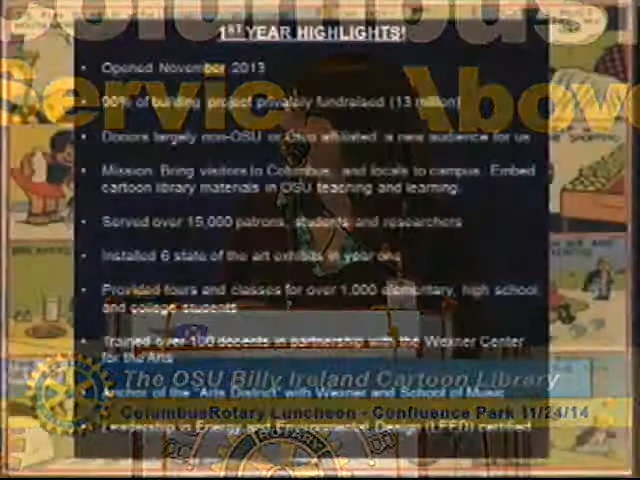 Columbus
1ST YEAR HIGHLIGHTS!
Service Above
• Opened November 2013
• 90% of building project privately fundraised (13 million)
• Donors largely non-OSU or Ohio affiliated, a new audience for us
• Mission: Bring visitors to Columbus, and locals to campus. Embed
cartoon library materials in OSU teaching and learning.
• Served over 15,000 patrons, students, and researchers
• Installed 6 state of the art exhibits in year one
• Provided tours and classes for over 1,000 elementary, high school,
and college students
• Trained over 100 docents in partnership with the Wexner Center
for the Arts
The OSU Billy Ireland Cartoon Library
Anchor of the "Arts District" with Wexner and School of Music
ColumbusRotary Luncheon - Confluence Park 11/24/14
Leadership in Energy and Environmental Design (LEED) certified
ROTARY